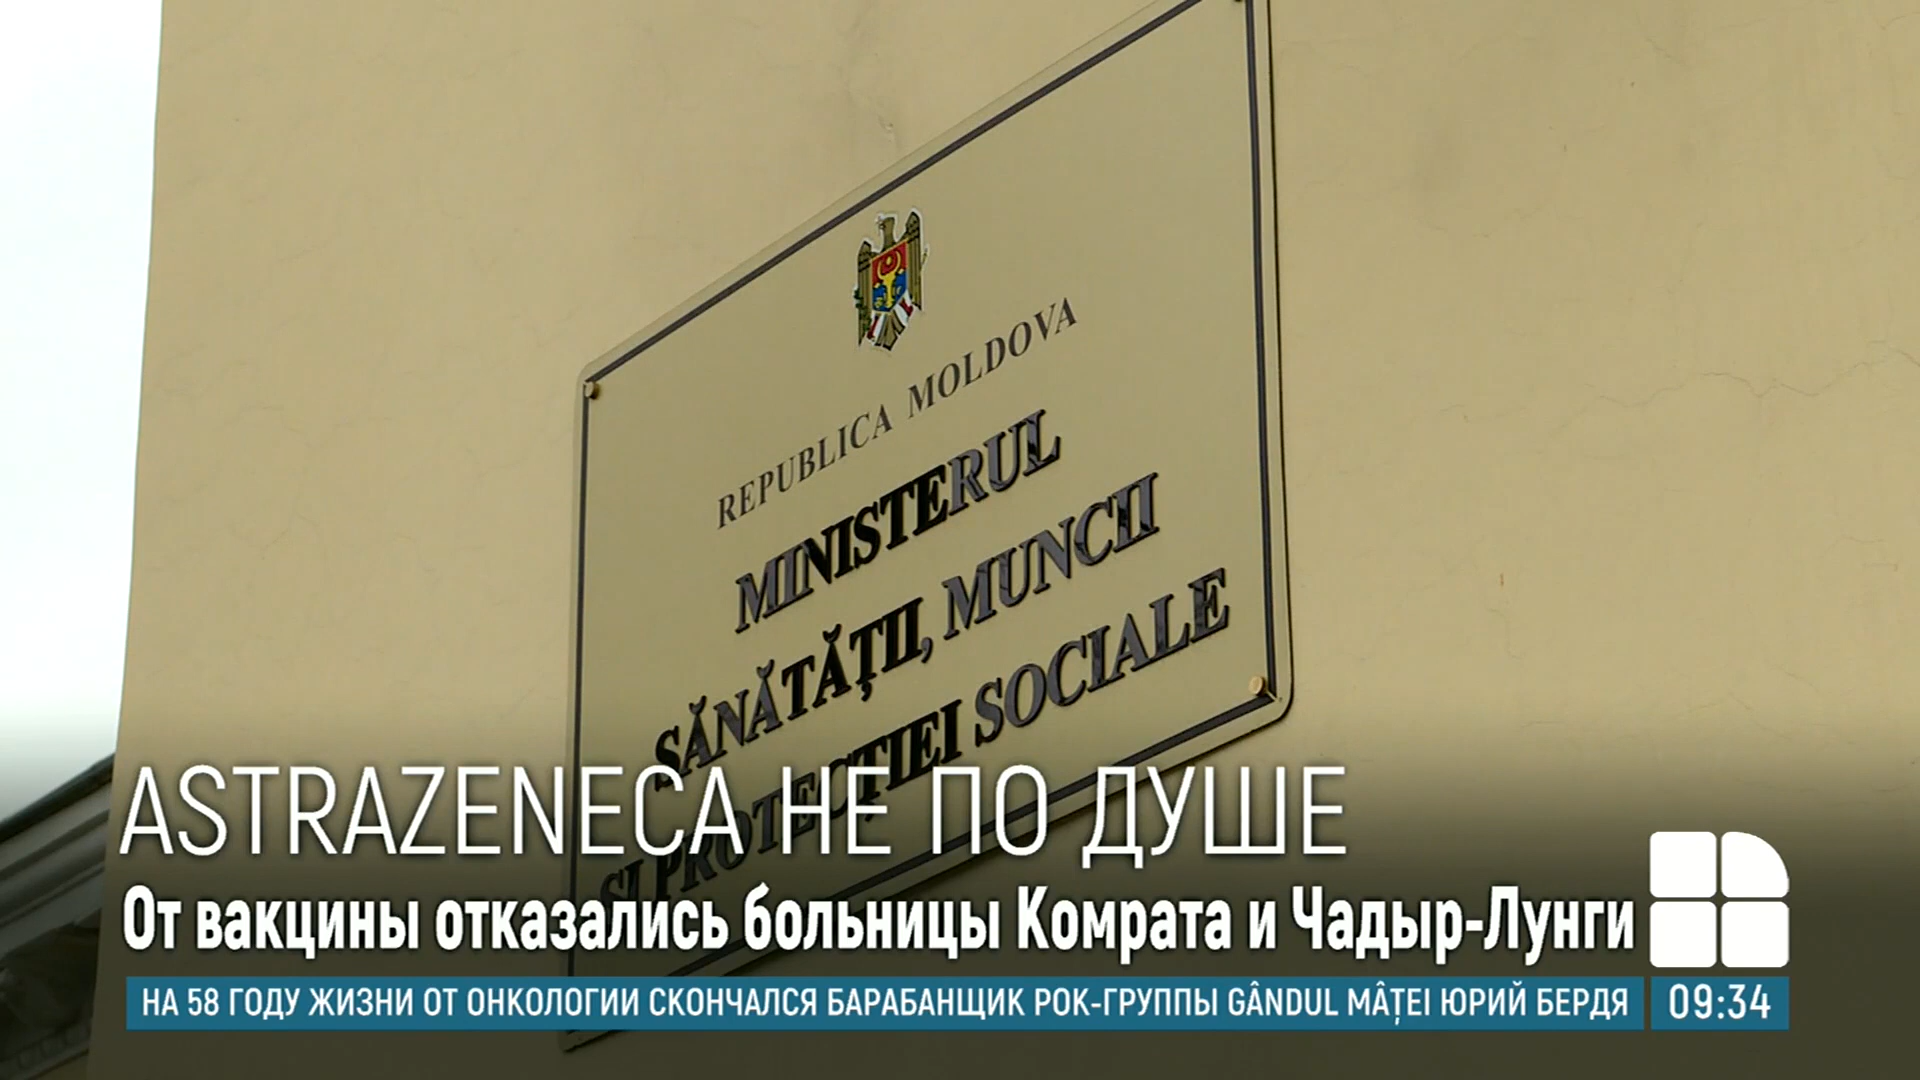 REPUBLICA MOLDOVA
MINISTERUL
SĂNĂTĂȚII, MUNCII
ȘI PROTECȚIEI SOCIALE
ASTRAZENECA НЕ ПО ДУШЕ
От вакцины отказались больницы Комрата и Чадыр-Лунги
НА 58 ГОДУ ЖИЗНИ ОТ ОНКОЛОГИИ СКОНЧАЛСЯ БАРАБАНЩИК РОК-ГРУППЫ GÂNDUL MÂȚEI ЮРИЙ БЕРДЯ
09:34